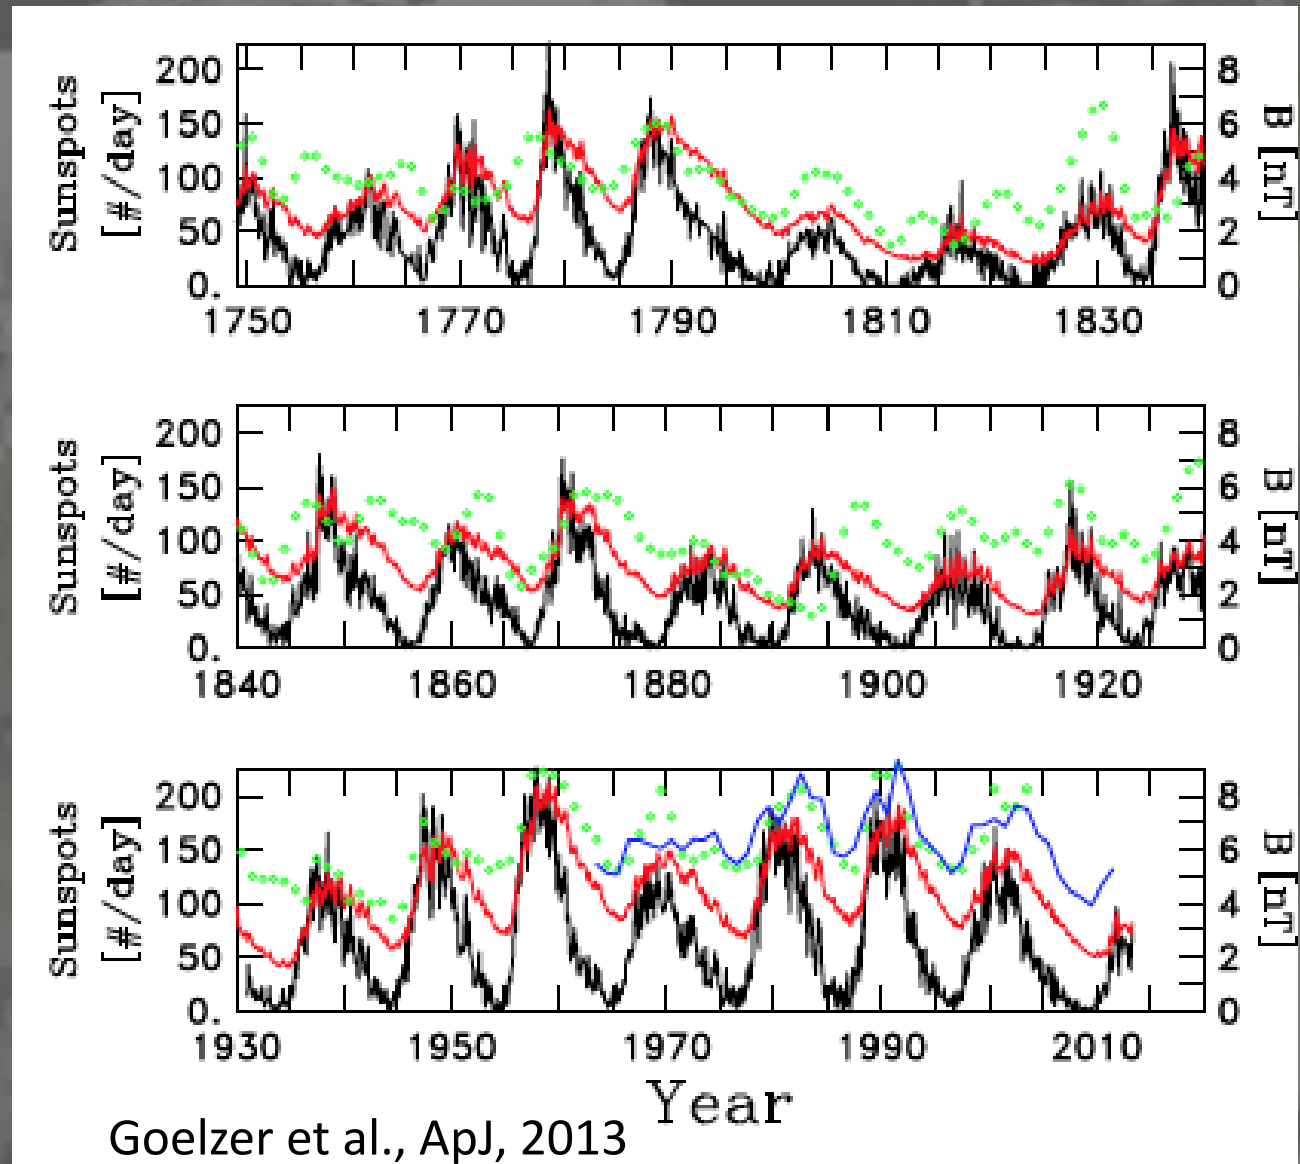 Sunspots
[#/day]
200
150
100
50
0.
8
6
4
2
0
B [nT]
1750 1770 1790 1810 1830
Sunspots
[#/day]
200
150
100
50
0.
8
6
4
2
0
B [nT]
1840 1860 1880 1900 1920
Sunspots
[#/day]
200
150
100
50
0.
8
6
4
2
0
B [nT]
1930 1950 1970 1990 2010
Year
Goelzer et al., ApJ, 2013